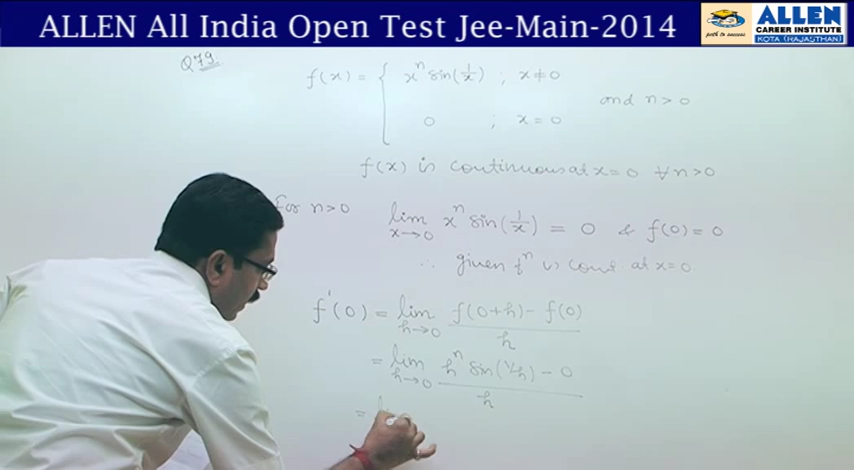 ALLEN All India Open Test Jee-Main-2014
path to success
ALLEN
CAREER INSTITUTE
KOTA (RAJASTHAN)
Q79.
f(x) = { x^n sin(1/x) ; x ≠ 0
0 ; x = 0
and n > 0
f(x) is continuous at x=0 ∀ n>0
For n>0 lim x→0 x^n sin(1/x) = 0 & f(0) = 0
∴ given f^n is cont at x=0
f'(0) = lim h→0 f(0+h) - f(0) / h
= lim h→0 h^n sin(1/h) - 0 / h
= li